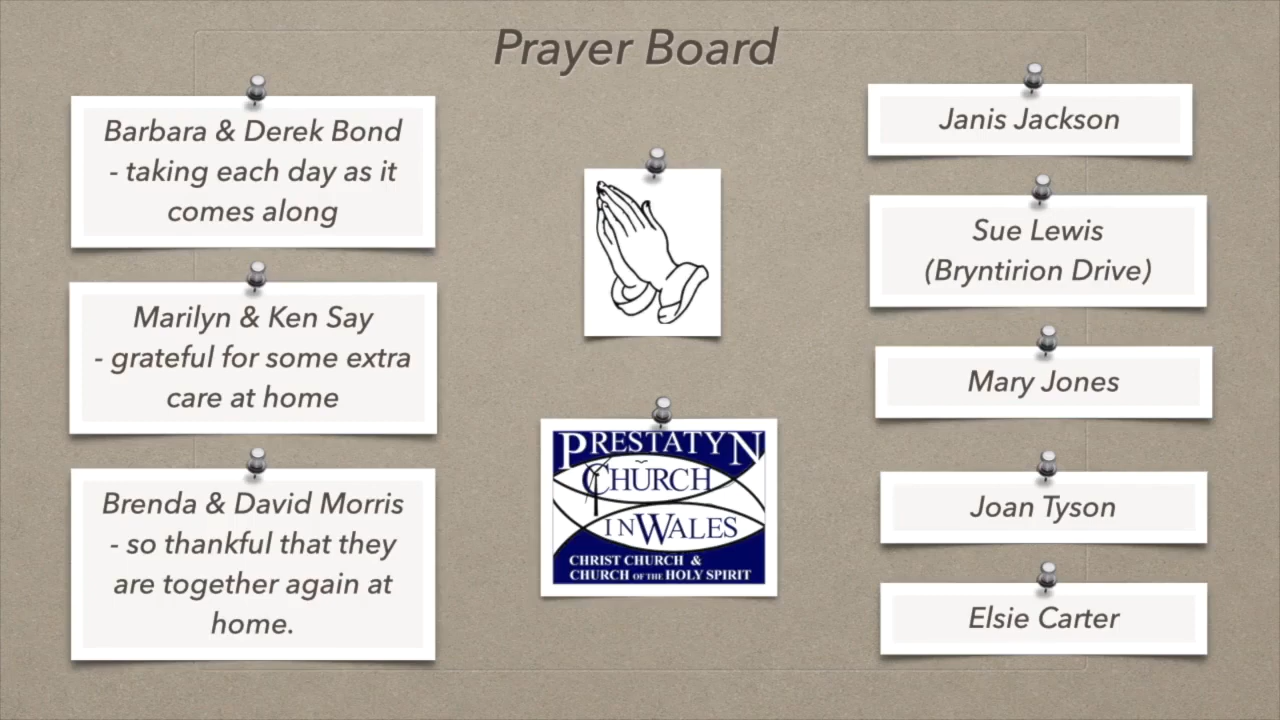 Prayer Board
Barbara & Derek Bond
- taking each day as it
comes along
Marilyn & Ken Say
- grateful for some extra
care at home
Brenda & David Morris
- so thankful that they
are together again at
home.
PRESTATYN
CHURCH
IN WALES
CHRIST CHURCH &
CHURCH OF THE HOLY SPIRIT
Janis Jackson
Sue Lewis
(Bryntirion Drive)
Mary Jones
Joan Tyson
Elsie Carter